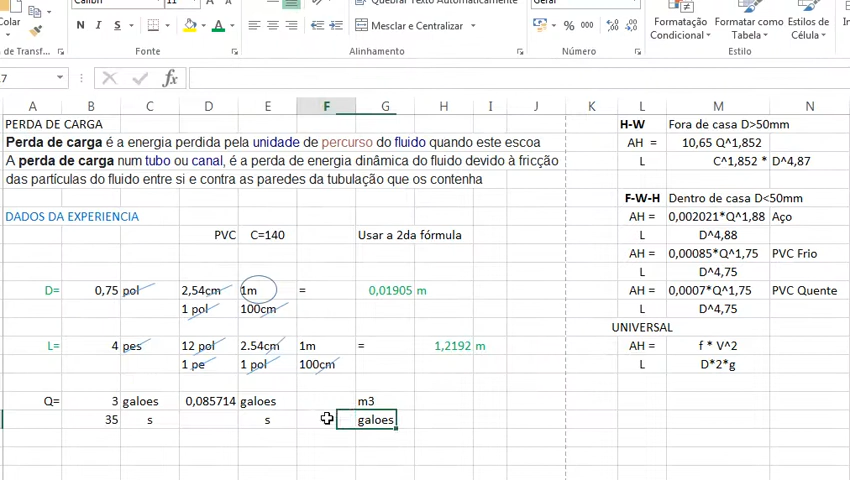 Calibri 11 Quebrar Texto Automaticamente Geral
Colar
N I S A Mesclar e Centralizar % 000 Formatação Formatar como Estilos de
Condicional Tabela Célula
de Transf... Fonte Alinhamento Número Estilo
fx
A B C D E F G H I J K L M N
PERDA DE CARGA H-W Fora de casa D>50mm
Perda de carga é a energia perdida pela unidade de percurso do fluido quando este escoa AH = 10,65 Q^1,852
A perda de carga num tubo ou canal, é a perda de energia dinâmica do fluido devido à fricção L C^1,852 * D^4,87
das partículas do fluido entre si e contra as paredes da tubulação que os contenha
F-W-H Dentro de casa D<50mm
DADOS DA EXPERIENCIA AH = 0,002021*Q^1,88 Aço
PVC C=140 Usar a 2da fórmula L D^4,88
AH = 0,00085*Q^1,75 PVC Frio
L D^4,75
D= 0,75 pol 2,54cm 1m = 0,01905 m AH = 0,0007*Q^1,75 PVC Quente
1 pol 100cm L D^4,75
UNIVERSAL
L= 4 pes 12 pol 2.54cm 1m = 1,2192 m AH = f * V^2
1 pe 1 pol 100cm L D*2*g
Q= 3 galoes 0,085714 galoes m3
35 s s galoes